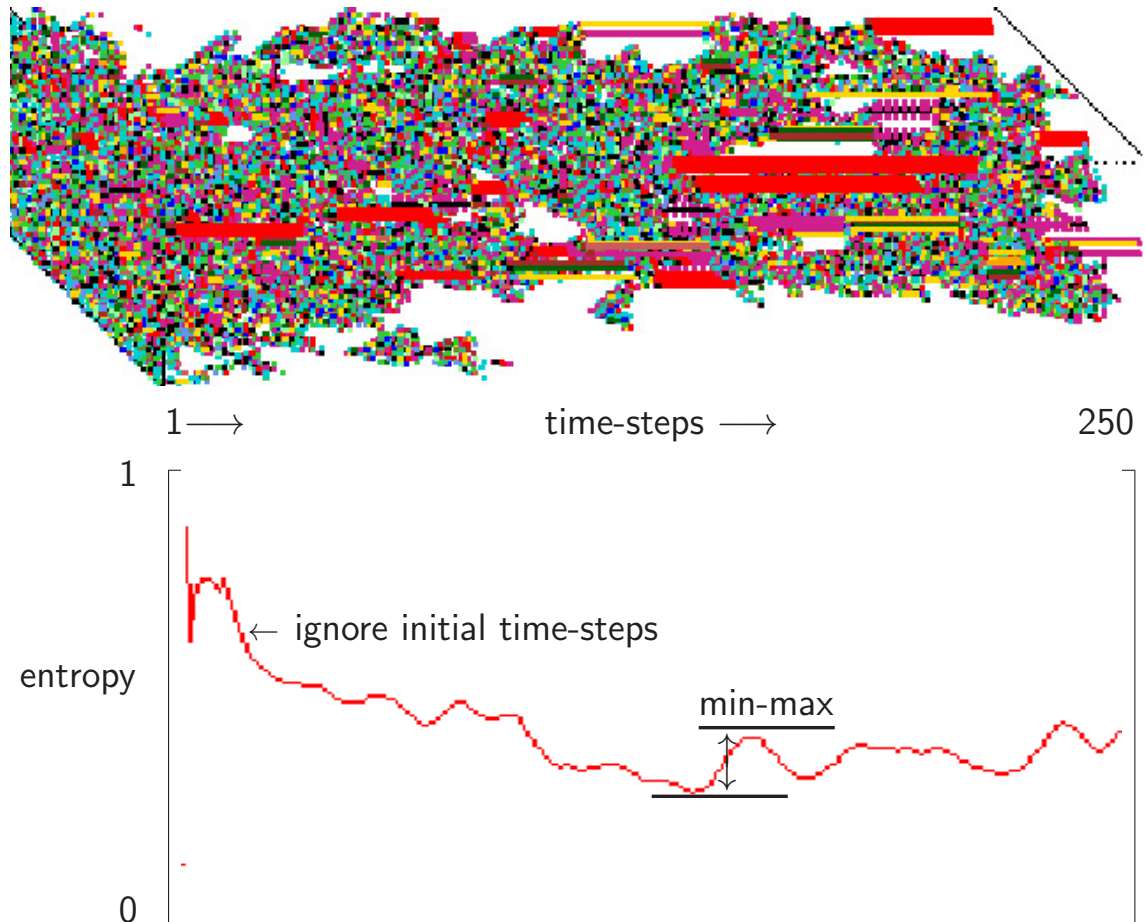 1→ time-steps → 250
1
← ignore initial time-steps
entropy
min-max
0